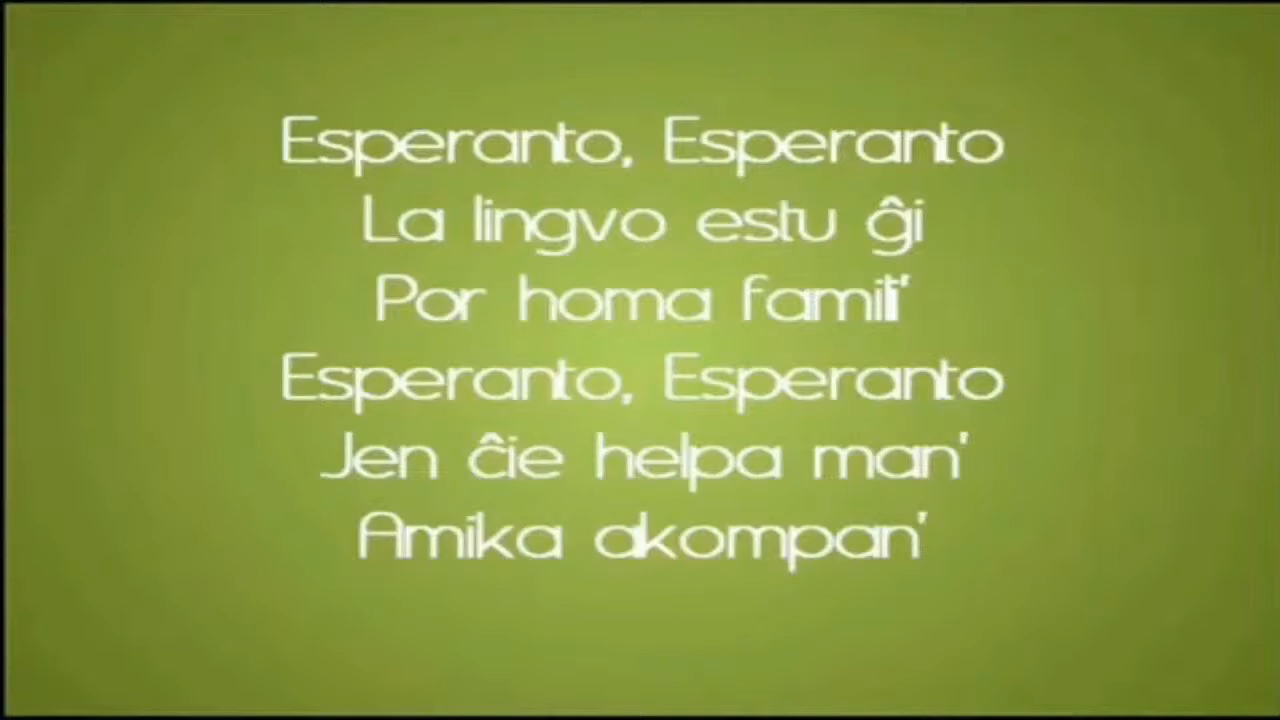 Esperanto, Esperanto
La lingvo estu ĝi
Por homa famili'
Esperanto, Esperanto
Jen ĉie helpa man'
Amika akompan'